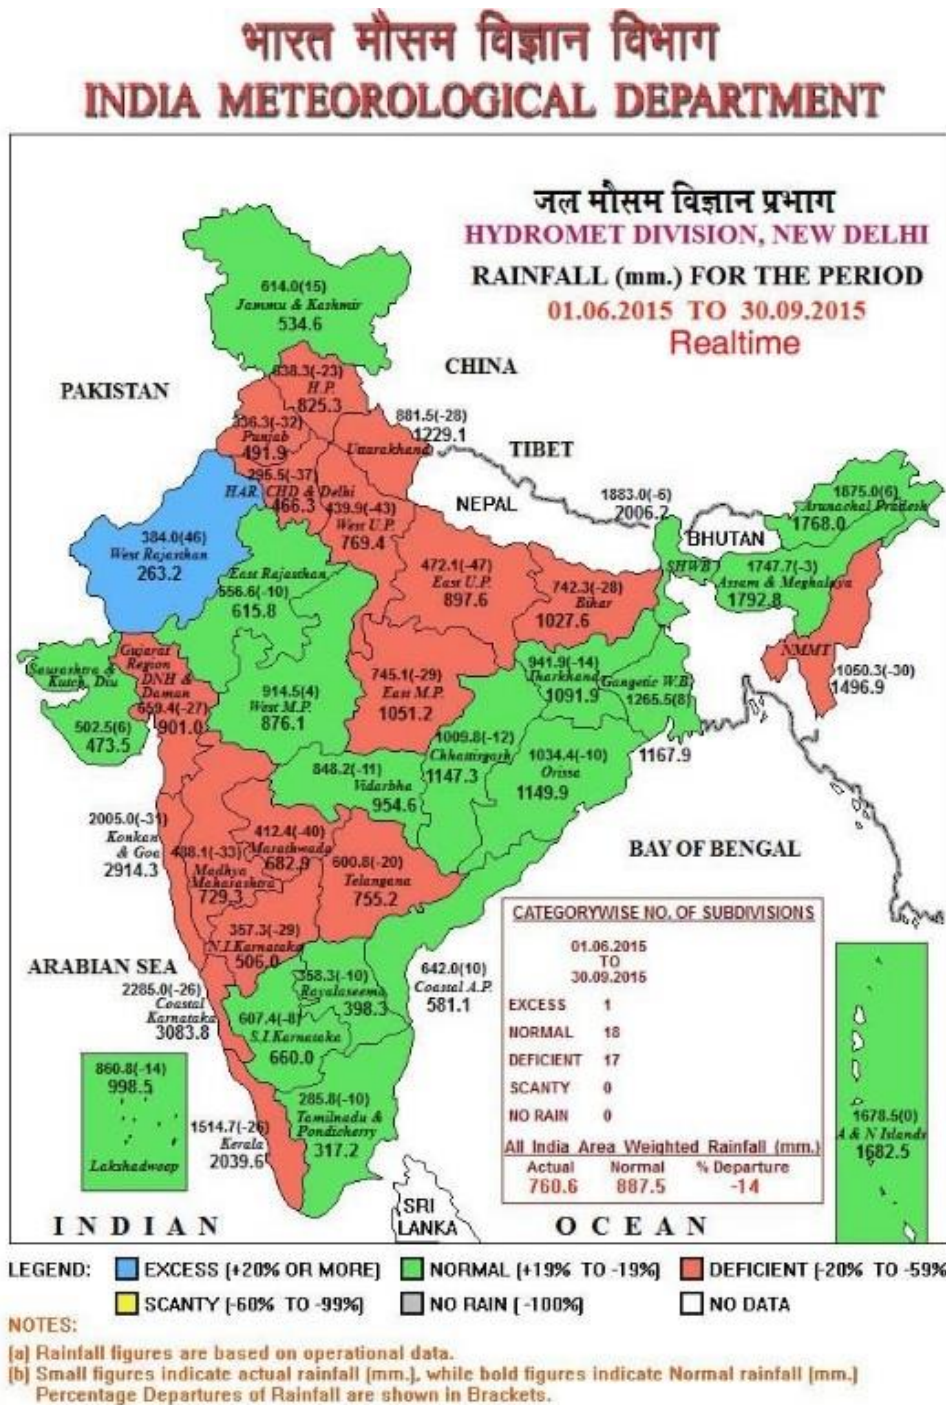 भारत मौसम विज्ञान विभाग
INDIA METEOROLOGICAL DEPARTMENT
जल मौसम विज्ञान प्रभाग
HYDROMET DIVISION, NEW DELHI
RAINFALL (mm.) FOR THE PERIOD
01.06.2015 TO 30.09.2015
Realtime
614.0(15)
Jammu & Kashmir
534.6
CHINA
PAKISTAN
638.3(-23)
H.P.
825.3
336.3(-32)
Punjab
491.9
881.5(-28)
1229.1
Uttarakhand
TIBET
295.5(-37)
HAR. CHD & Delhi
466.3
439.9(-43)
West U.P.
769.4
NEPAL
1883.0(-6)
2006.2
SHWB
BHUTAN
1875.0(6)
Arunachal Pradesh
1768.0
384.0(46)
West Rajasthan
263.2
East Rajasthan
556.6(-10)
615.8
472.1(-47)
East U.P.
897.6
742.3(-28)
Bihar
1027.6
1747.7(-3)
Assam & Meghalaya
1792.8
NMMT
1050.3(-30)
1496.9
Saurashtra &
Kutch, Diu
502.5(6)
473.5
Gujarat
Region
DNH &
Daman
659.4(-27)
901.0
914.5(4)
West M.P.
876.1
745.1(-29)
East M.P.
1051.2
941.9(-14)
Jharkhand
1091.9
Gangetic W.B.
1265.5(8)
1167.9
1009.8(-12)
Chhattisgarh
1147.3
1034.4(-10)
Orissa
1149.9
848.2(-11)
Vidarbha
954.6
2005.0(-31)
Konkan
& Goa
2914.3
488.1(-33)
Madhya
Maharashtra
729.3
412.4(-40)
Marathwada
682.9
600.8(-20)
Telangana
755.2
BAY OF BENGAL
357.3(-29)
N.I.Karnataka
506.0
ARABIAN SEA
2285.0(-26)
Coastal
Karnataka
3083.8
358.3(-10)
Rayalaseema
398.3
642.0(10)
Coastal A.P.
581.1
607.4(-8)
S.I.Karnataka
660.0
860.8(-14)
998.5
Lakshadweep
1514.7(-26)
Kerala
2039.6
285.8(-10)
Tamilnadu &
Pondicherry
317.2
SRI
LANKA
INDIAN OCEAN
CATEGORYWISE NO. OF SUBDIVISIONS
01.06.2015
TO
30.09.2015
EXCESS 1
NORMAL 18
DEFICIENT 17
SCANTY 0
NO RAIN 0
All India Area Weighted Rainfall (mm.)
Actual Normal % Departure
760.6 887.5 -14
1678.5(0)
A & N Islands
1682.5
LEGEND: EXCESS (+20% OR MORE) NORMAL (+19% TO -19%) DEFICIENT (-20% TO -59%
SCANTY (-60% TO -99%) NO RAIN (-100%) NO DATA
NOTES:
(a) Rainfall figures are based on operational data.
(b) Small figures indicate actual rainfall (mm.), while bold figures indicate Normal rainfall (mm.)
Percentage Departures of Rainfall are shown in Brackets.